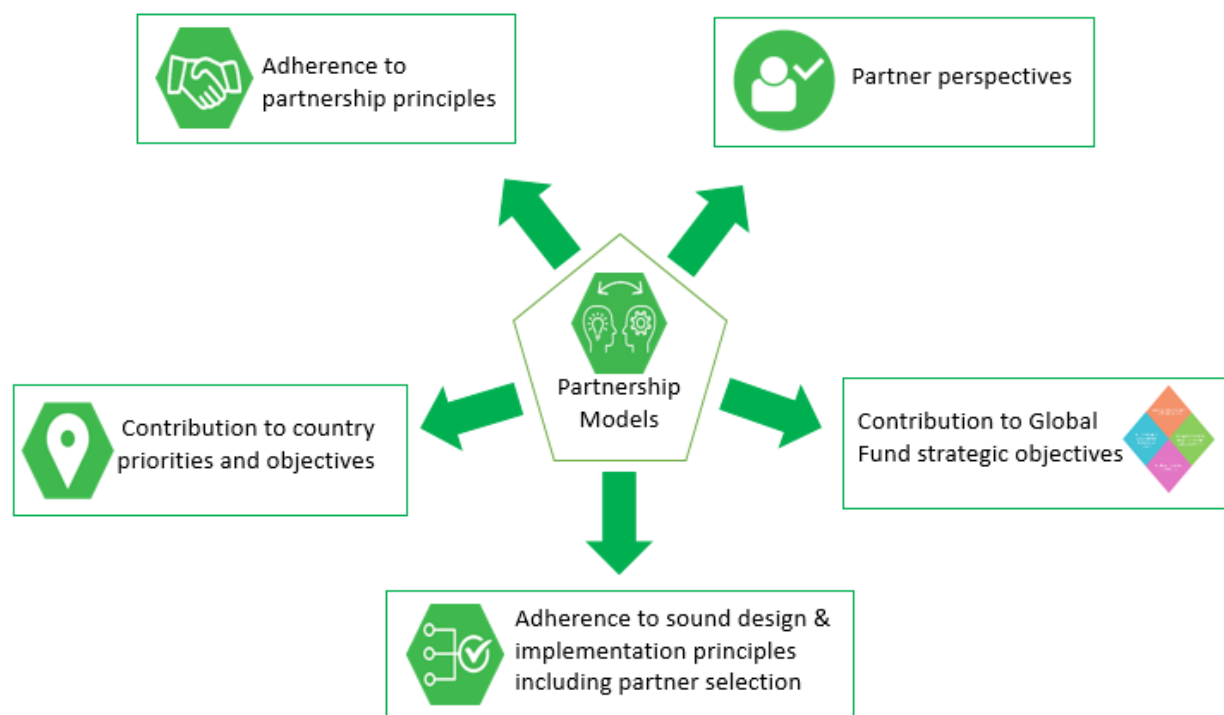 Adherence to
partnership principles
Partner perspectives
Partnership
Models
Contribution to country
priorities and objectives
Contribution to Global
Fund strategic objectives
Adherence to sound design &
implementation principles
including partner selection